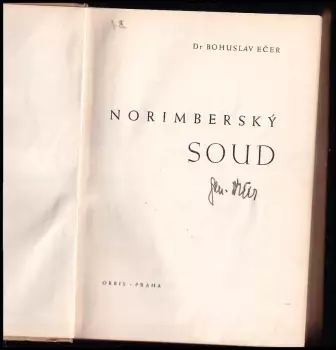 Dr BOHUSLAV EČER
NORIMBERSKÝ
SOUD
ORBIS - PRAHA